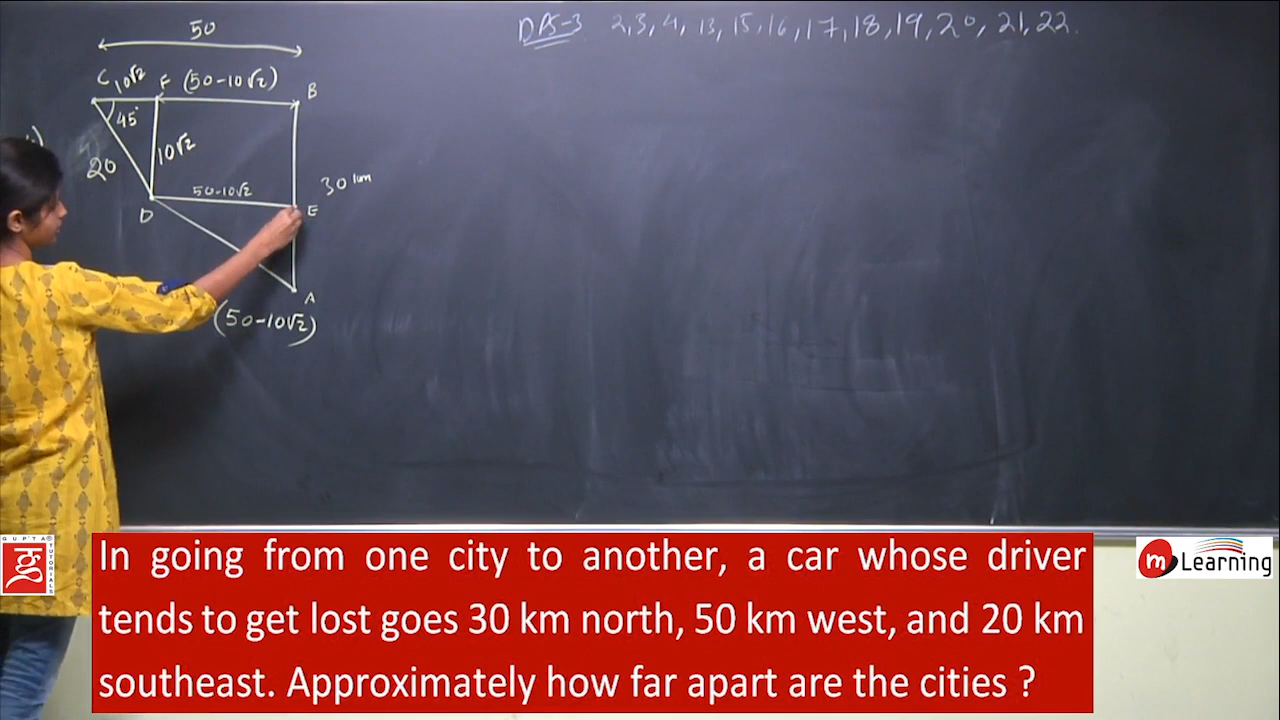 50
DPS-3 2,3,4,13,15,16,17,18,19,20,21,22.
C 10√2 F (50-10√2) B
45°
10√2
20
50-10√2
30 km
D E
A
(50-10√2)
GUPTA® TUTORIALS
In going from one city to another, a car whose driver
tends to get lost goes 30 km north, 50 km west, and 20 km
southeast. Approximately how far apart are the cities ?
m Learning